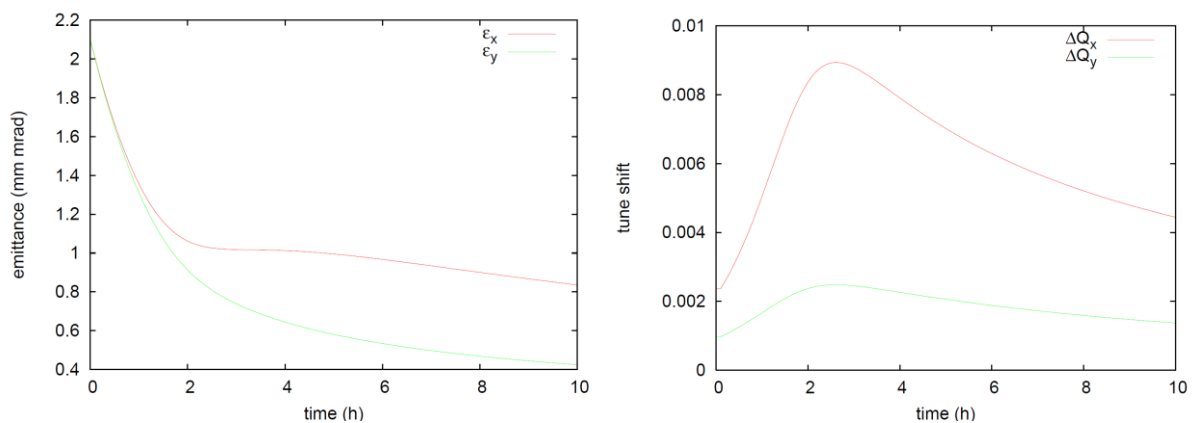 2.2
2
1.8
1.6
1.4
1.2
1
0.8
0.6
0.4
0 2 4 6 8 10
emittance (mm mrad)
time (h)
εx
εy
0.01
0.008
0.006
0.004
0.002
0
0 2 4 6 8 10
tune shift
time (h)
ΔQx
ΔQy